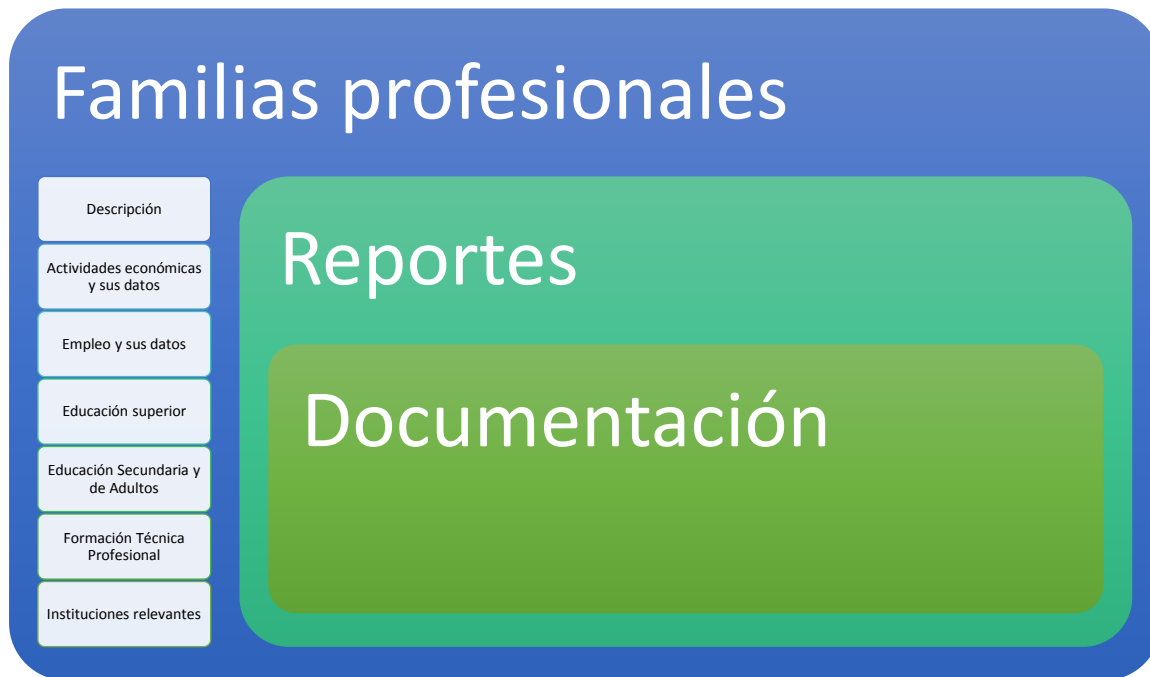 Familias profesionales
Descripción
Actividades económicas
y sus datos
Empleo y sus datos
Educación superior
Educación Secundaria y
de Adultos
Formación Técnica
Profesional
Instituciones relevantes
Reportes
Documentación